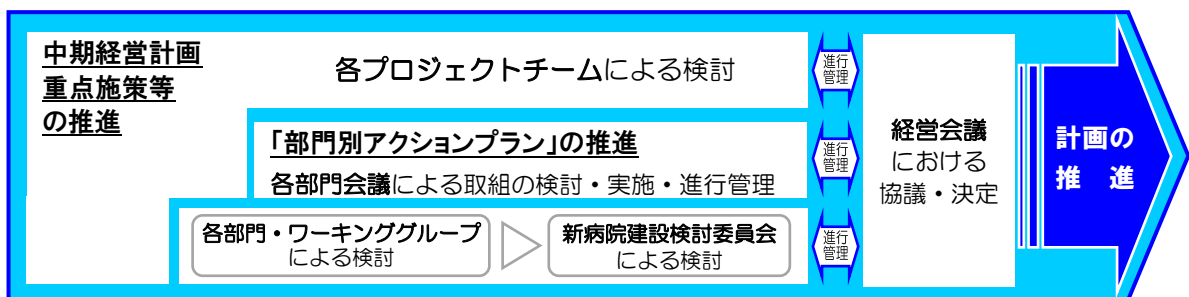 中期経営計画
重点施策等
の推進
各プロジェクトチームによる検討
進行
管理
「部門別アクションプラン」の推進
各部門会議による取組の検討・実施・進行管理
進行
管理
各部門・ワーキンググループ
による検討
新病院建設検討委員会
による検討
進行
管理
経営会議
における
協議・決定
計画の
推　進